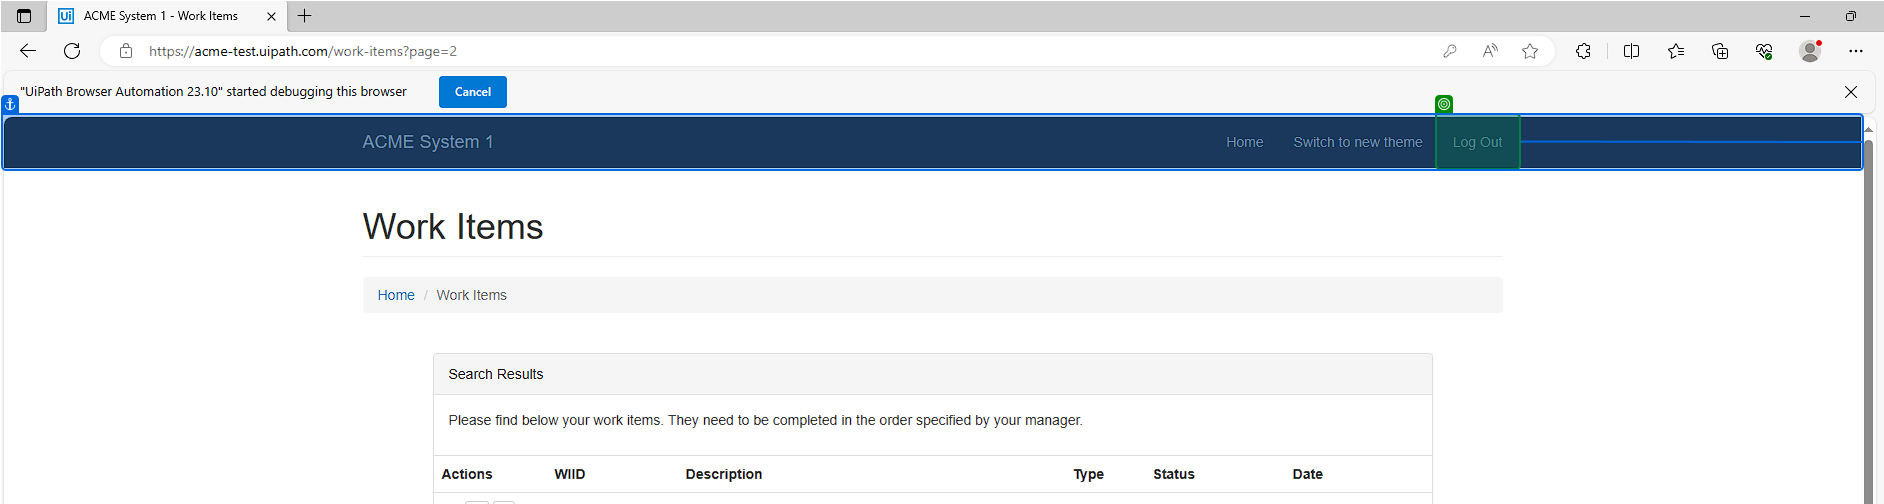 Ui ACME System 1 - Work Items
https://acme-test.uipath.com/work-items?page=2
"UiPath Browser Automation 23.10" started debugging this browser Cancel
ACME System 1 Home Switch to new theme Log Out
Work Items
Home / Work Items
Search Results
Please find below your work items. They need to be completed in the order specified by your manager.
Actions WIID Description Type Status Date